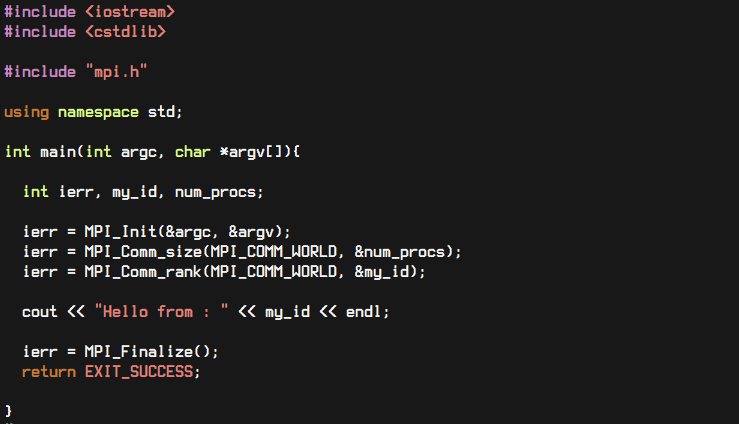 #include <iostream>
#include <cstdlib>

#include "mpi.h"

using namespace std;

int main(int argc, char *argv[]){

  int ierr, my_id, num_procs;

  ierr = MPI_Init(&argc, &argv);
  ierr = MPI_Comm_size(MPI_COMM_WORLD, &num_procs);
  ierr = MPI_Comm_rank(MPI_COMM_WORLD, &my_id);

  cout << "Hello from : " << my_id << endl;

  ierr = MPI_Finalize();
  return EXIT_SUCCESS;

}